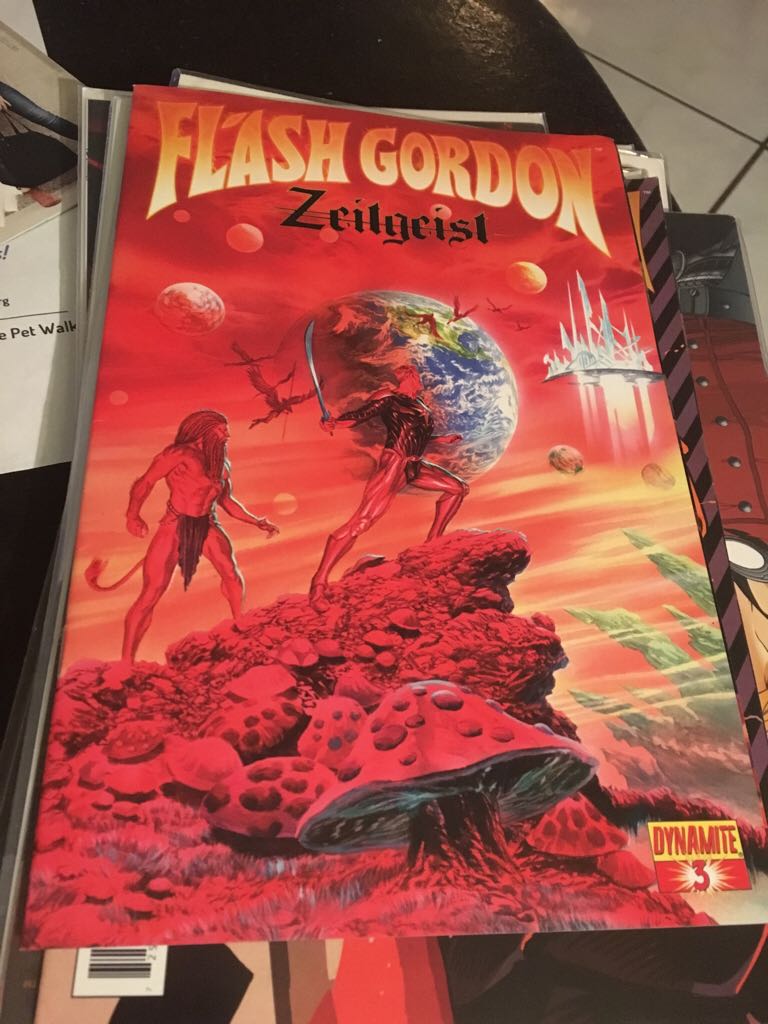 FLASH GORDON
Zeitgeist
e Pet Walk
DYNAMITE
3